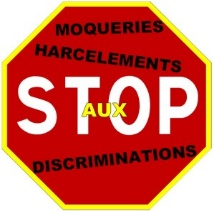 MOQUERIES
HARCELEMENTS
STOP
AUX
DISCRIMINATIONS